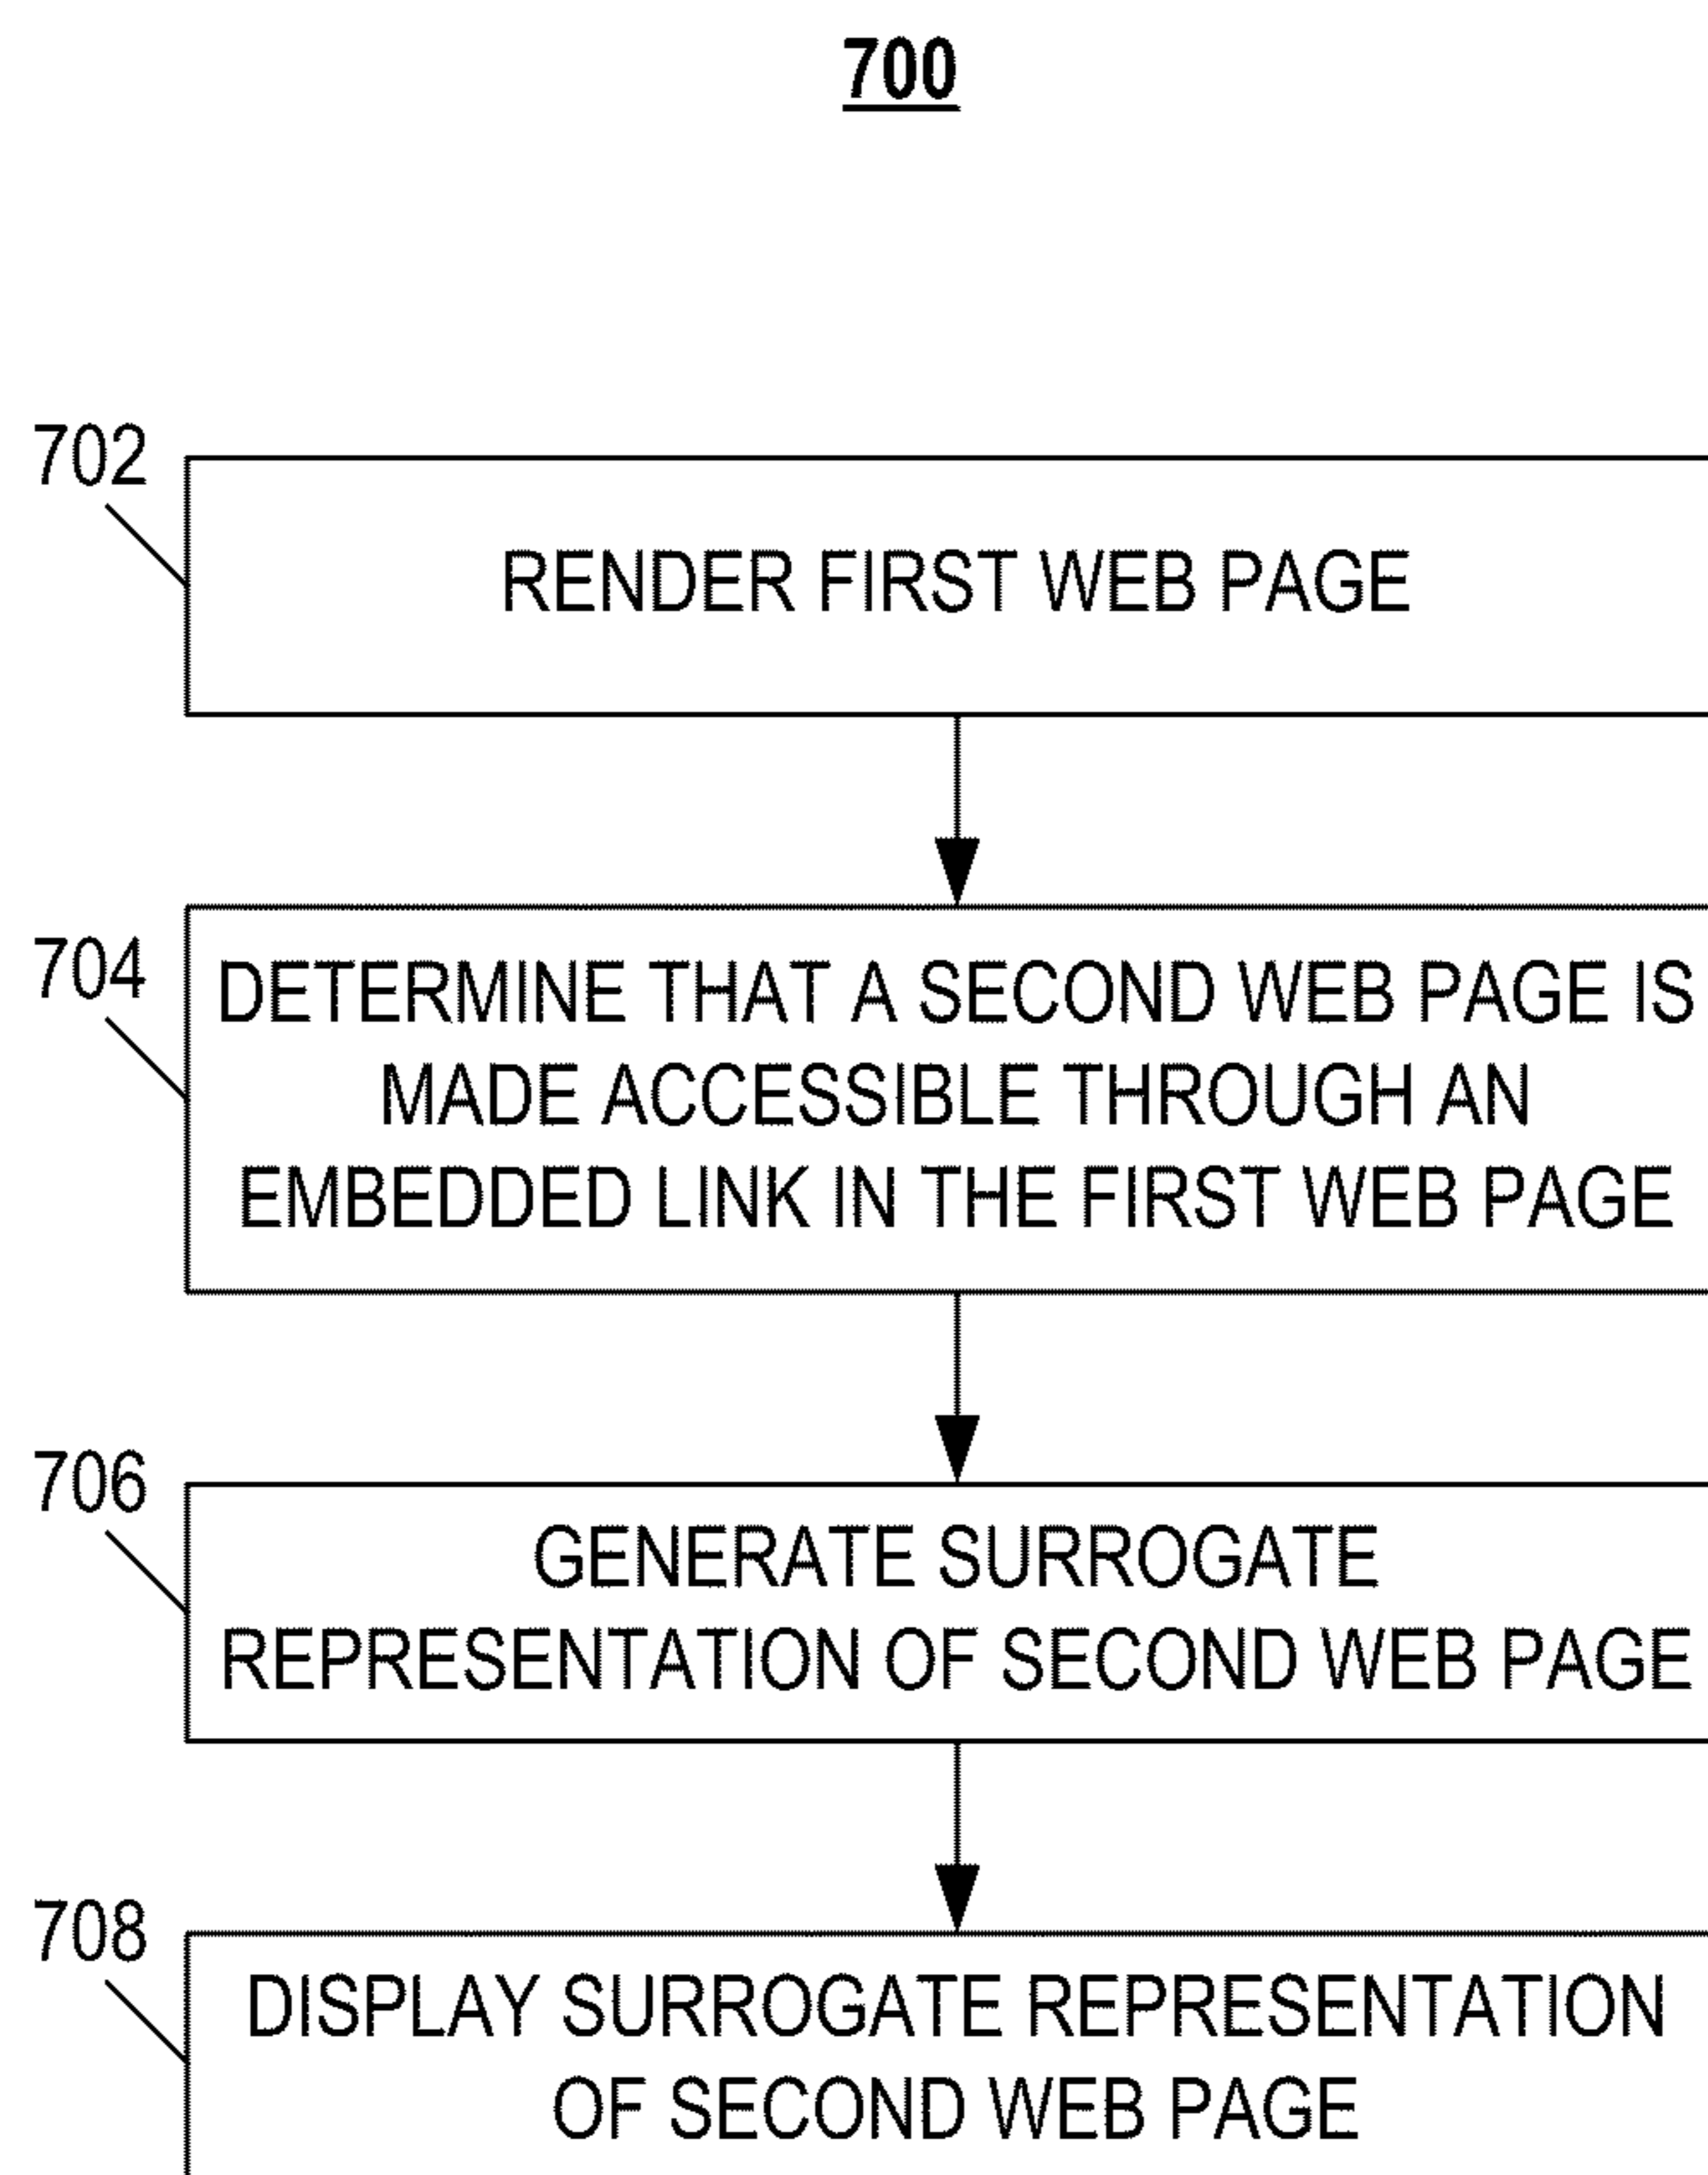 700
702
RENDER FIRST WEB PAGE
704
DETERMINE THAT A SECOND WEB PAGE IS
MADE ACCESSIBLE THROUGH AN
EMBEDDED LINK IN THE FIRST WEB PAGE
706
GENERATE SURROGATE
REPRESENTATION OF SECOND WEB PAGE
708
DISPLAY SURROGATE REPRESENTATION
OF SECOND WEB PAGE